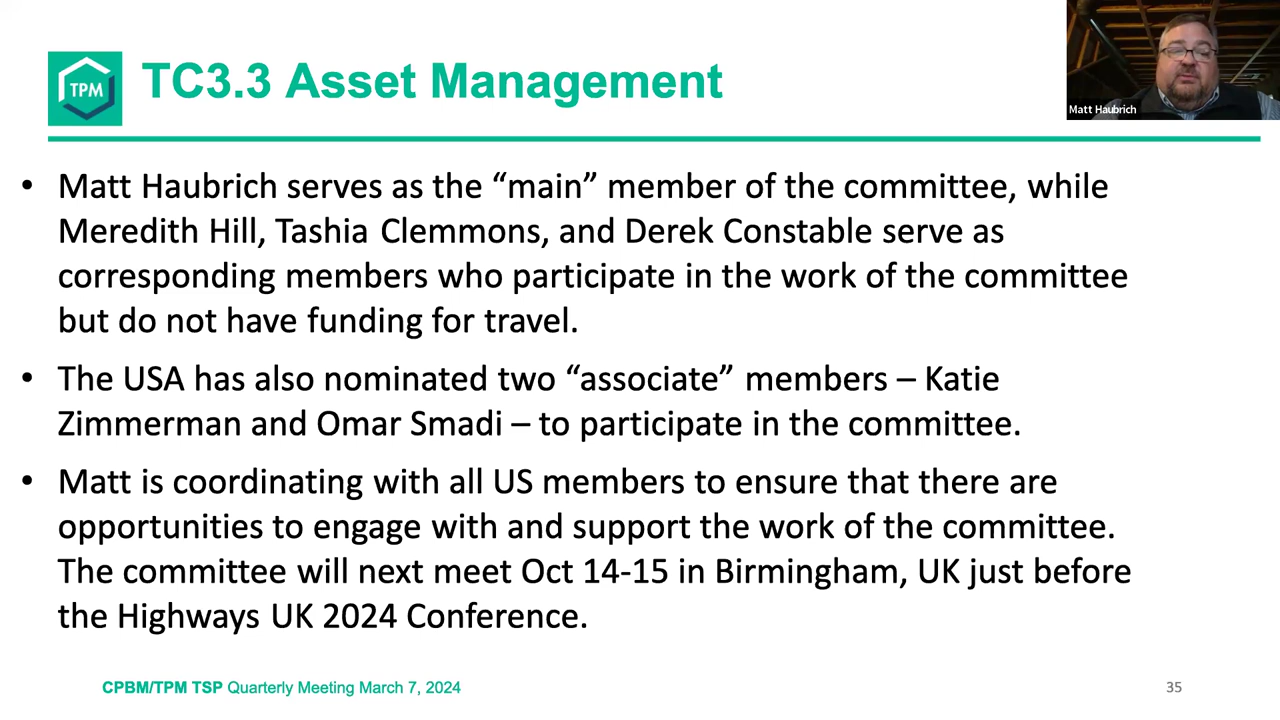 TPM
TC3.3 Asset Management
Matt Haubrich
• Matt Haubrich serves as the “main” member of the committee, while
Meredith Hill, Tashia Clemmons, and Derek Constable serve as
corresponding members who participate in the work of the committee
but do not have funding for travel.
• The USA has also nominated two “associate” members – Katie
Zimmerman and Omar Smadi – to participate in the committee.
• Matt is coordinating with all US members to ensure that there are
opportunities to engage with and support the work of the committee.
The committee will next meet Oct 14-15 in Birmingham, UK just before
the Highways UK 2024 Conference.
CPBM/TPM TSP Quarterly Meeting March 7, 2024
35